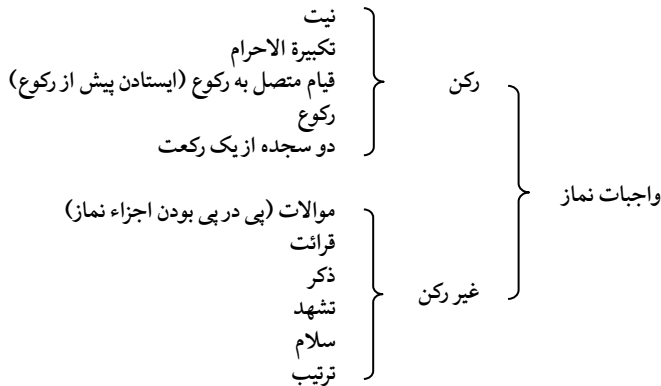 واجبات نماز
رکن
نیت
تکبیرة الاحرام
قیام متصل به رکوع (ایستادن پیش از رکوع)
رکوع
دو سجده از یک رکعت
غیر رکن
موالات (پی در پی بودن اجزاء نماز)
قرائت
ذکر
تشهد
سلام
ترتیب